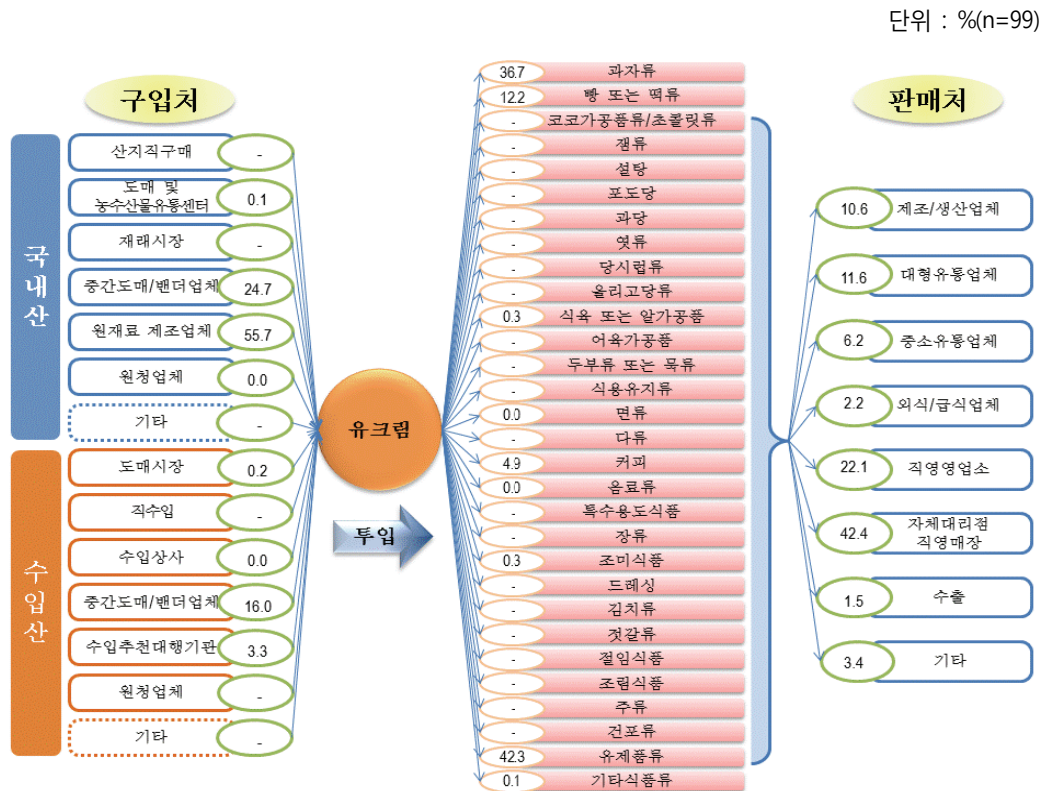 단위 : %(n=99)
구입처
국내산
산지직구매 -
도매 및
농수산물유통센터 0.1
재래시장 -
중간도매/밴더업체 24.7
원재료 제조업체 55.7
원청업체 0.0
기타 -
수입산
도매시장 0.2
직수입 -
수입상사 0.0
중간도매/밴더업체 16.0
수입추천대행기관 3.3
원청업체 -
기타 -
유크림
투입
36.7 과자류
12.2 빵 또는 떡류
- 코코가공품류/초콜릿류
- 잼류
- 설탕
- 포도당
- 과당
- 엿류
- 당시럽류
- 올리고당류
0.3 식육 또는 알가공품
- 어육가공품
- 두부류 또는 묵류
- 식용유지류
0.0 면류
- 다류
4.9 커피
0.0 음료류
- 특수용도식품
- 장류
0.3 조미식품
- 드레싱
- 김치류
- 젓갈류
- 절임식품
- 조림식품
- 주류
- 건포류
42.3 유제품류
0.1 기타식품류
판매처
10.6 제조/생산업체
11.6 대형유통업체
6.2 중소유통업체
2.2 외식/급식업체
22.1 직영영업소
42.4 자체대리점
직영매장
1.5 수출
3.4 기타